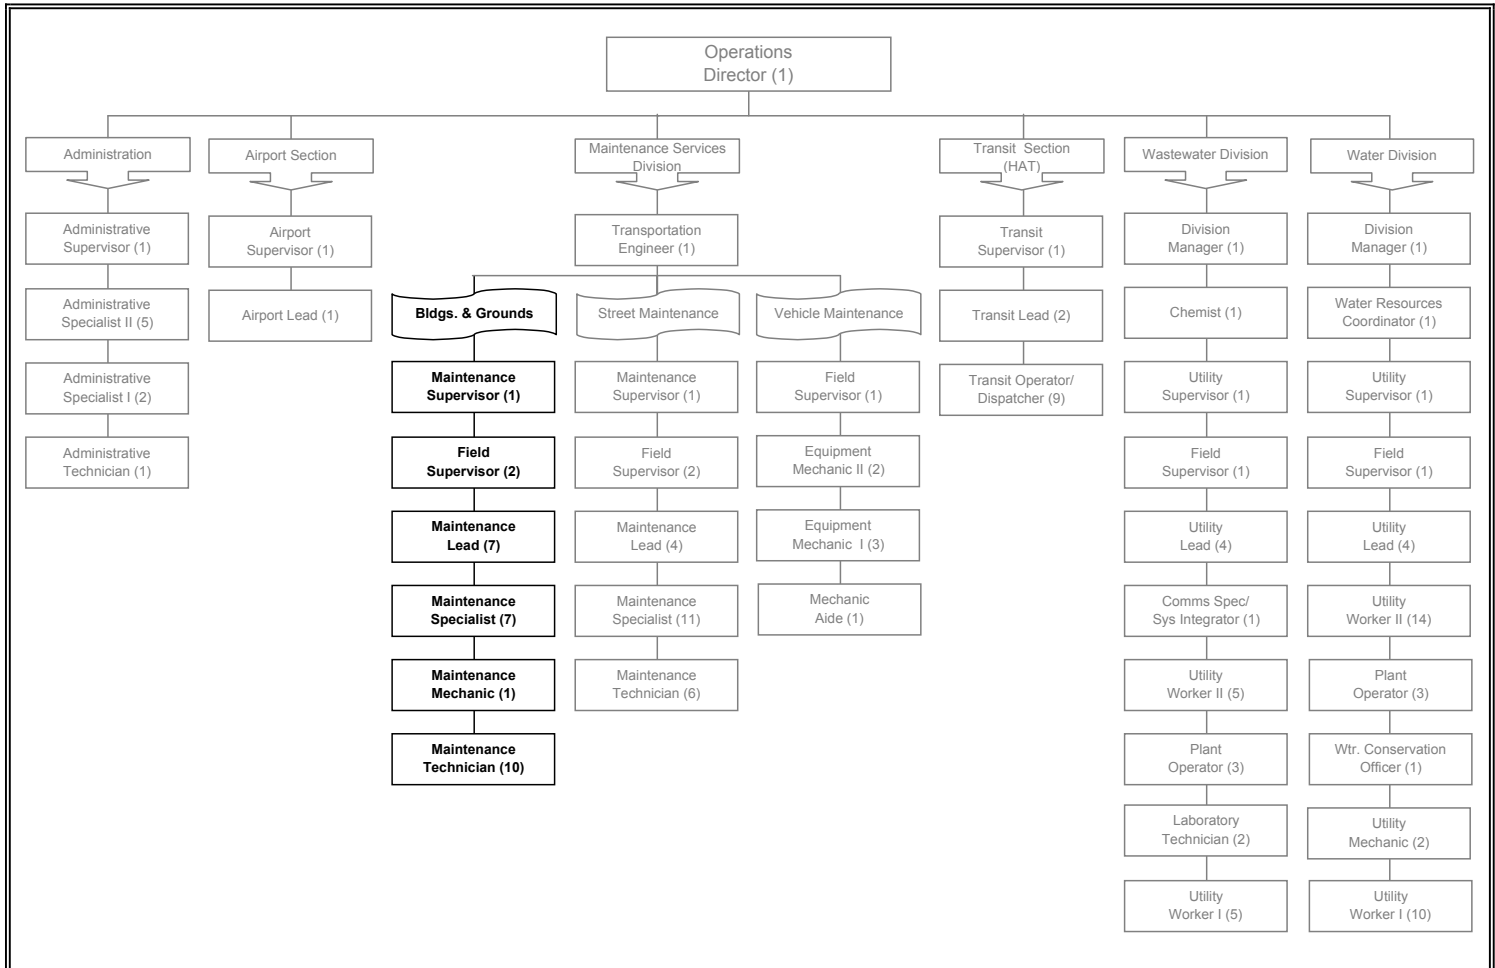 Operations
Director (1)
Administration
Administrative
Supervisor (1)
Administrative
Specialist II (5)
Administrative
Specialist I (2)
Administrative
Technician (1)
Airport Section
Airport
Supervisor (1)
Airport Lead (1)
Maintenance Services
Division
Transportation
Engineer (1)
Bldgs. & Grounds
Maintenance
Supervisor (1)
Field
Supervisor (2)
Maintenance
Lead (7)
Maintenance
Specialist (7)
Maintenance
Mechanic (1)
Maintenance
Technician (10)
Street Maintenance
Maintenance
Supervisor (1)
Field
Supervisor (2)
Maintenance
Lead (4)
Maintenance
Specialist (11)
Maintenance
Technician (6)
Vehicle Maintenance
Field
Supervisor (1)
Equipment
Mechanic II (2)
Equipment
Mechanic I (3)
Mechanic
Aide (1)
Transit Section
(HAT)
Transit
Supervisor (1)
Transit Lead (2)
Transit Operator/
Dispatcher (9)
Wastewater Division
Division
Manager (1)
Chemist (1)
Utility
Supervisor (1)
Field
Supervisor (1)
Utility
Lead (4)
Comms Spec/
Sys Integrator (1)
Utility
Worker II (5)
Plant
Operator (3)
Laboratory
Technician (2)
Utility
Worker I (5)
Water Division
Division
Manager (1)
Water Resources
Coordinator (1)
Utility
Supervisor (1)
Field
Supervisor (1)
Utility
Lead (4)
Utility
Worker II (14)
Plant
Operator (3)
Wtr. Conservation
Officer (1)
Utility
Mechanic (2)
Utility
Worker I (10)